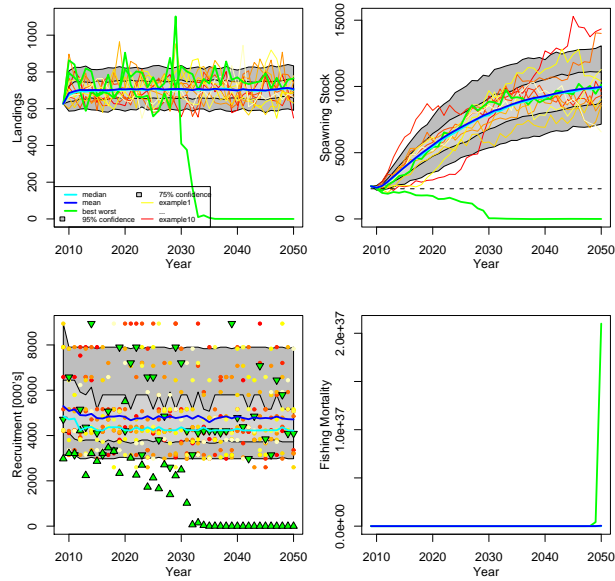 Landings
0 200 400 600 800 1000
2010 2020 2030 2040 2050
Year
median
mean
best worst
95% confidence
75% confidence
example1
...
example10
Spawning Stock
0 5000 10000 15000
2010 2020 2030 2040 2050
Year
Recruitment [000's]
0 2000 4000 6000 8000
2010 2020 2030 2040 2050
Year
Fishing Mortality
0.0e+00 1.0e+37 2.0e+37
2010 2020 2030 2040 2050
Year